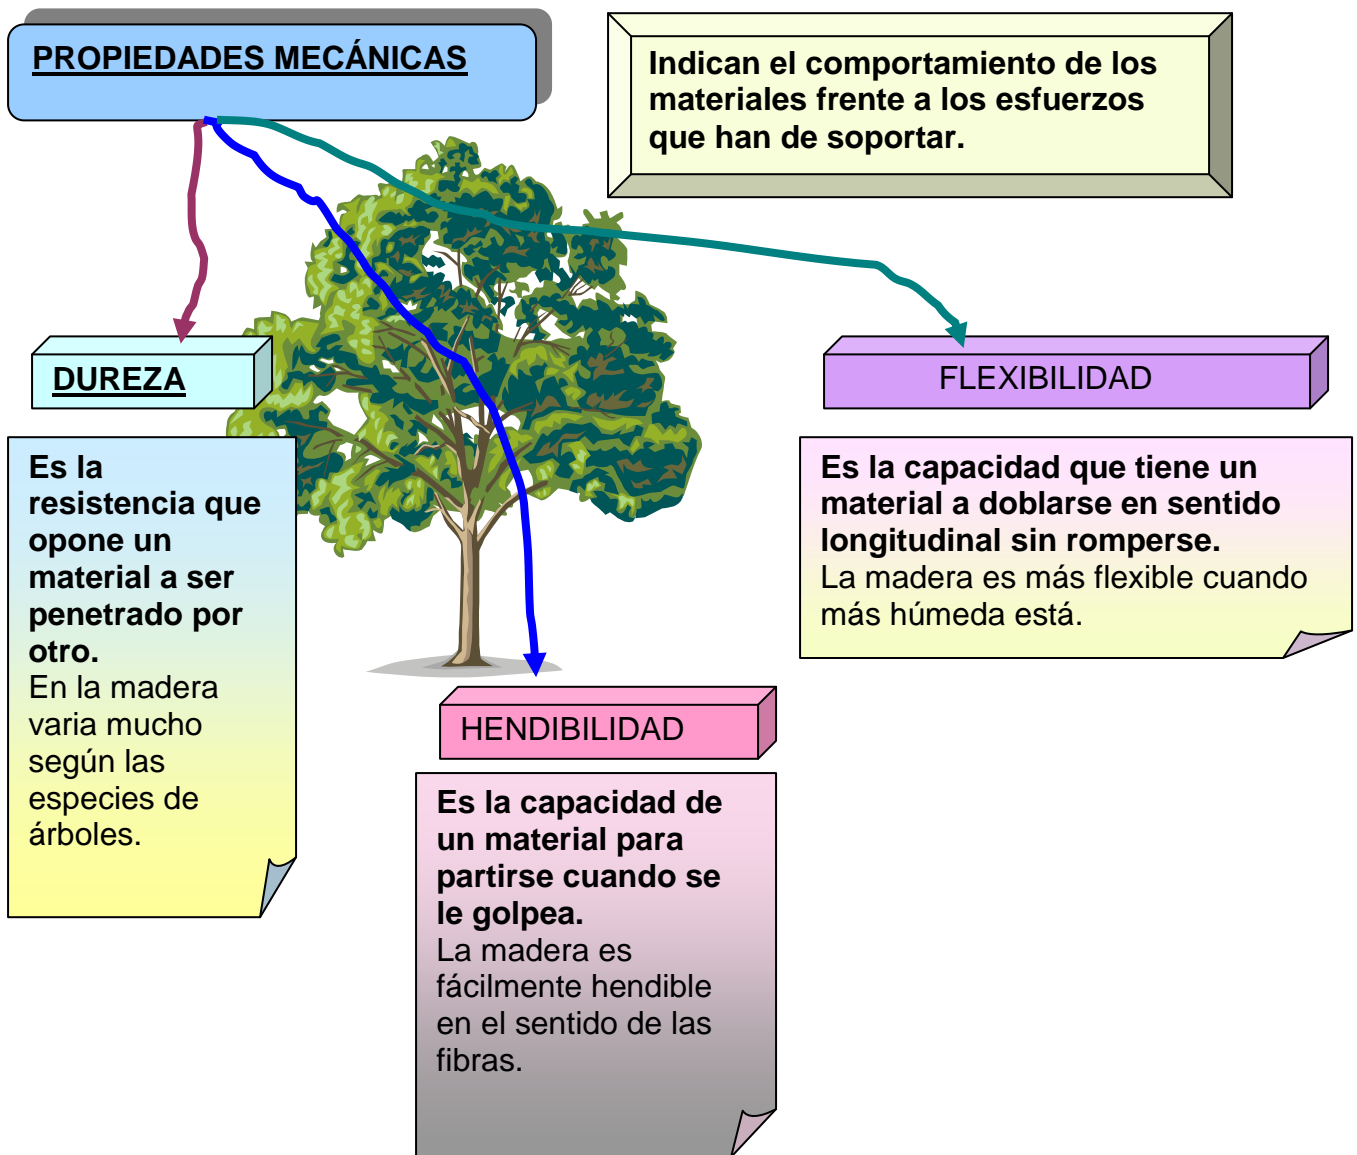 PROPIEDADES MECÁNICAS
Indican el comportamiento de los
materiales frente a los esfuerzos
que han de soportar.
DUREZA
Es la
resistencia que
opone un
material a ser
penetrado por
otro.
En la madera
varia mucho
según las
especies de
árboles.
HENDIBILIDAD
Es la capacidad de
un material para
partirse cuando se
le golpea.
La madera es
fácilmente hendible
en el sentido de las
fibras.
FLEXIBILIDAD
Es la capacidad que tiene un
material a doblarse en sentido
longitudinal sin romperse.
La madera es más flexible cuando
más húmeda está.